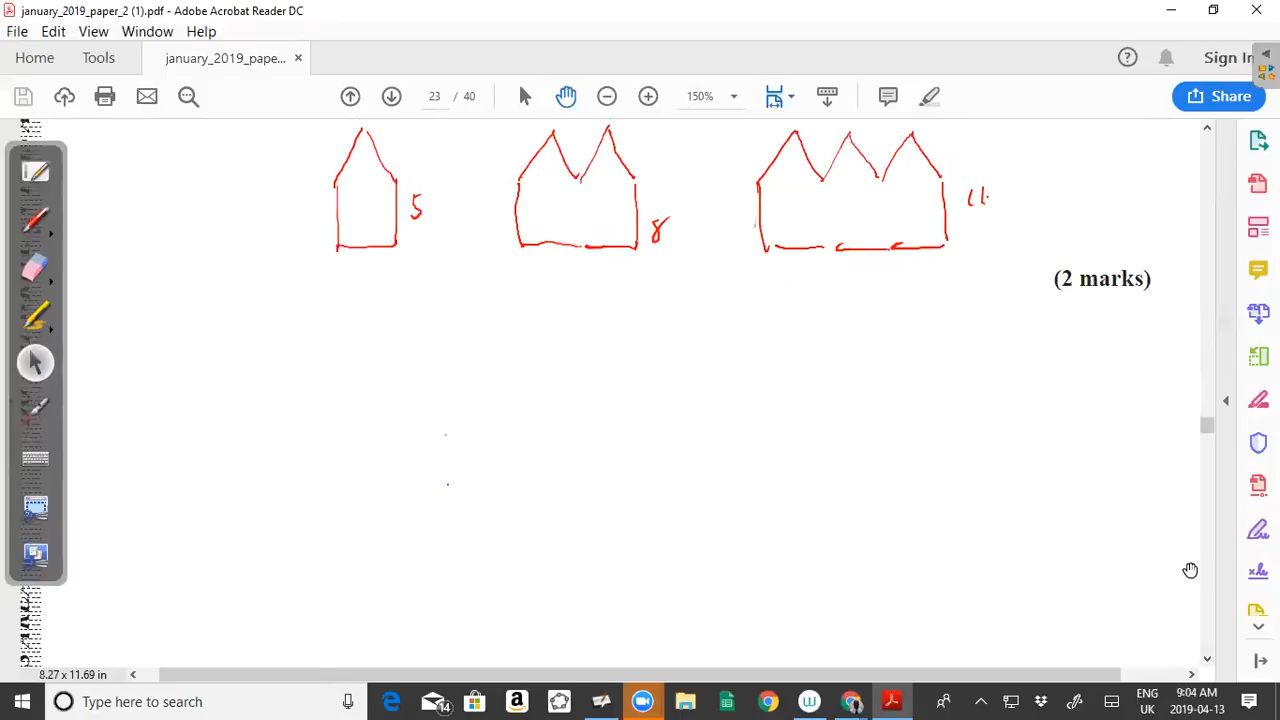 january_2019_paper_2 (1).pdf - Adobe Acrobat Reader DC
File Edit View Window Help
Home Tools january_2019_pape... Sign In
23 / 40 150% Share
5 8 11
(2 marks)
8.27 x 11.69 in
Type here to search 14 ENG 9:04 AM
UK 2019-04-13